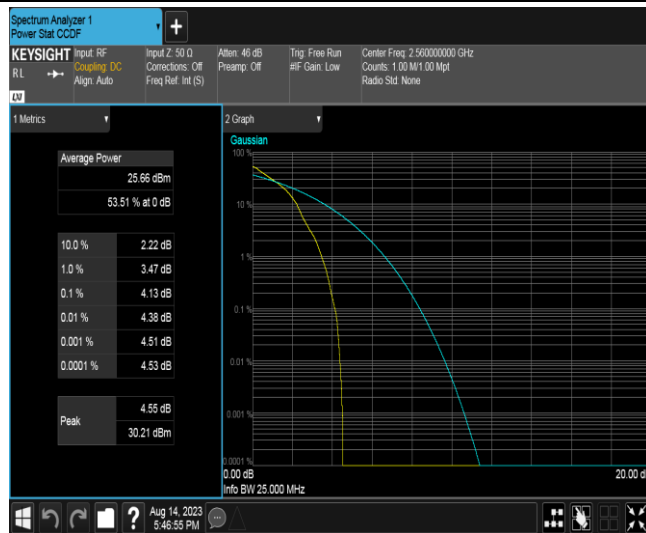 Spectrum Analyzer 1
Power Stat CCDF
+
KEYSIGHT
RL
Input: RF
Coupling: DC
Align: Auto
Input Z: 50 Ω
Corrections: Off
Freq Ref: Int (S)
Atten: 46 dB
Preamp: Off
Trig: Free Run
#IF Gain: Low
Center Freq: 2.560000000 GHz
Counts: 1.00 M/1.00 Mpt
Radio Std: None
1 Metrics
Average Power
25.66 dBm
53.51 % at 0 dB
10.0 % 2.22 dB
1.0 % 3.47 dB
0.1 % 4.13 dB
0.01 % 4.38 dB
0.001 % 4.51 dB
0.0001 % 4.53 dB
Peak
4.55 dB
30.21 dBm
2 Graph
Gaussian
100 %
10 %
1 %
0.1 %
0.01 %
0.001 %
0.0001 %
0.00 dB
20.00 d
Info BW 25.000 MHz
?
Aug 14, 2023
5:46:55 PM